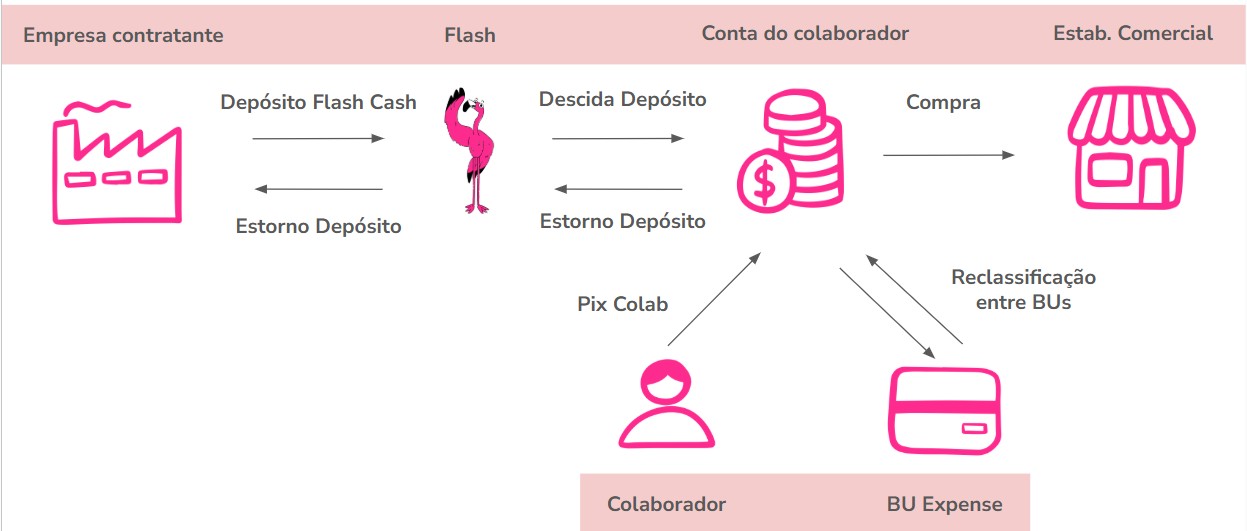 Empresa contratante
Flash
Conta do colaborador
Estab. Comercial
Depósito Flash Cash
Descida Depósito
Compra
$
Estorno Depósito
Estorno Depósito
Pix Colab
Reclassificação
entre BUs
Colaborador
BU Expense